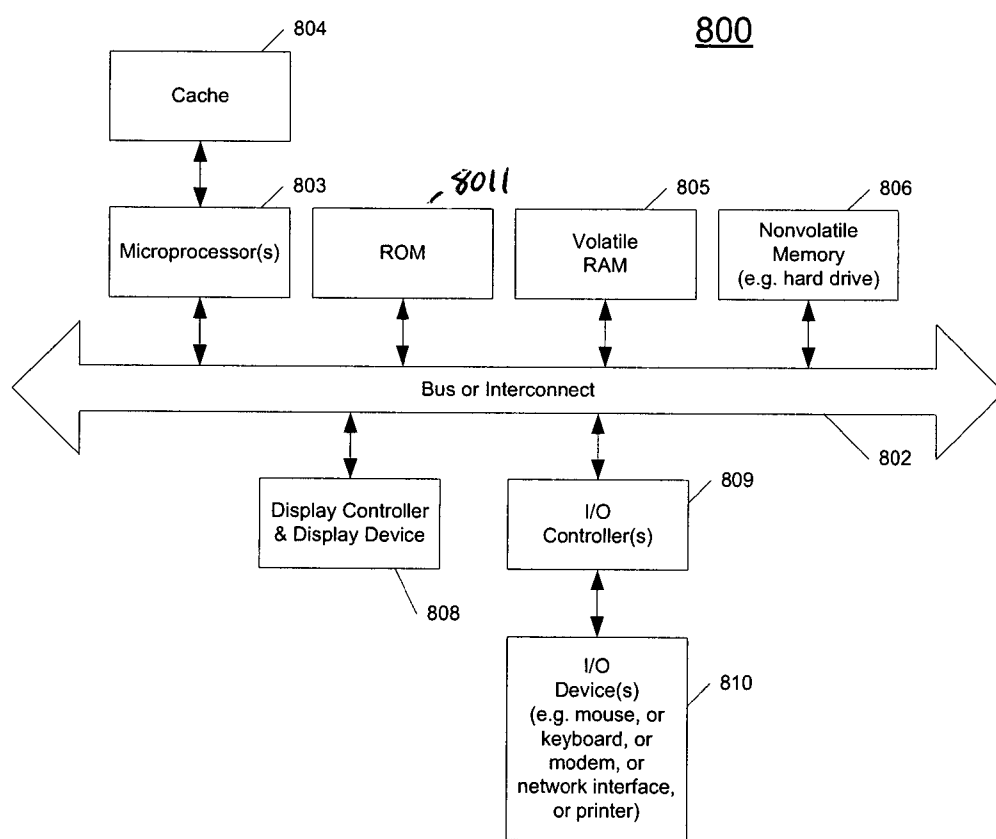 800
804
Cache
803
Microprocessor(s)
8011
ROM
805
Volatile
RAM
806
Nonvolatile
Memory
(e.g. hard drive)
Bus or Interconnect
802
Display Controller
& Display Device
808
809
I/O
Controller(s)
810
I/O
Device(s)
(e.g. mouse, or
keyboard, or
modem, or
network interface,
or printer)